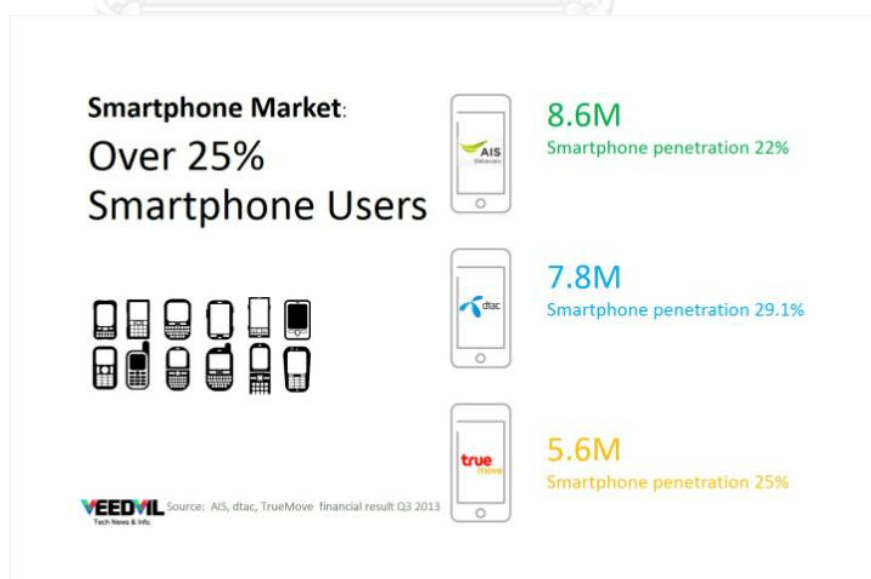 Smartphone Market:
Over 25%
Smartphone Users
AIS
8.6M
Smartphone penetration 22%
dtac
7.8M
Smartphone penetration 29.1%
true
move
5.6M
Smartphone penetration 25%
VEEDVIL
Tech News & Info.
Source: AIS, dtac, TrueMove financial result Q3 2013